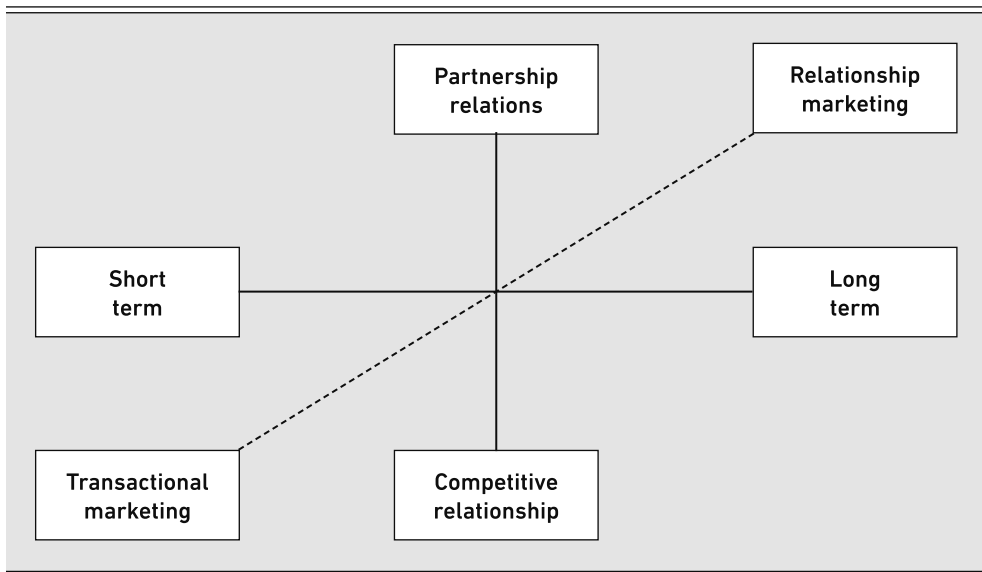 Partnership
relations
Relationship
marketing
Short
term
Long
term
Transactional
marketing
Competitive
relationship